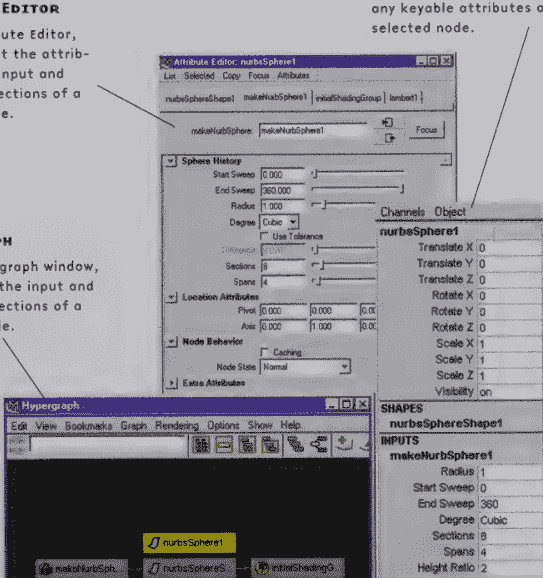 EDITOR
ute Editor,
t the attrib-
nput and
ections of a
e.
any keyable attributes o
selected node.
Attribute Editor: nurbsSphere1
List Selected Copy Focus Attributes
nurbsSphereShape1 makeNurbSphere1 initialShadingGroup lambert1
makeNurbSphere: makeNurbSphere1
Focus
Sphere History
Start Sweep 0.000
End Sweep 360.000
Radius 1.000
Degree Cubic
Use Tolerance
Sections 8
Spans 4
Location Attributes
Pivot 0.000 0.000 0.00
Axis 0.000 1.000 0.00
Node Behavior
Caching
Node State Normal
Extra Attributes
PH
graph window,
the input and
ections of a
e.
Hypergraph
Edit View Bookmarks Graph Rendering Options Show Help
nurbsSphere1
makeNurbSph... nurbsSphereS... initialShadingG...
Channels Object
nurbsSphere1
Translate X 0
Translate Y 0
Translate Z 0
Rotate X 0
Rotate Y 0
Rotate Z 0
Scale X 1
Scale Y 1
Scale Z 1
Visibility on
SHAPES
nurbsSphereShape1
INPUTS
makeNurbSphere1
Radius 1
Start Sweep 0
End Sweep 360
Degree Cubic
Sections 8
Spans 4
Height Ratio 2